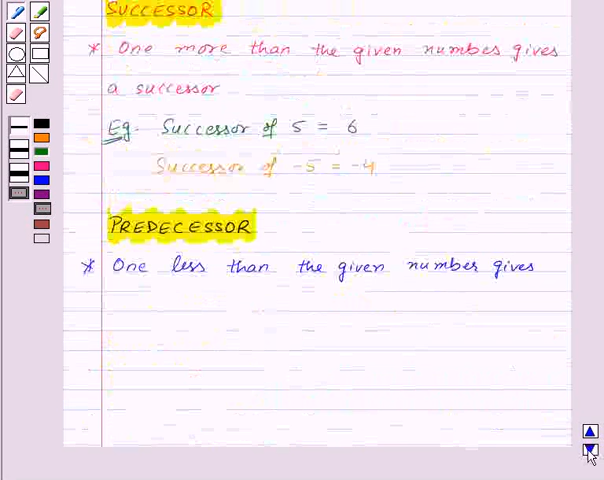 SUCCESSOR
* One more than the given number gives
a successor
Eg. Successor of 5 = 6
Successor of -5 = -4
PREDECESSOR
* One less than the given number gives